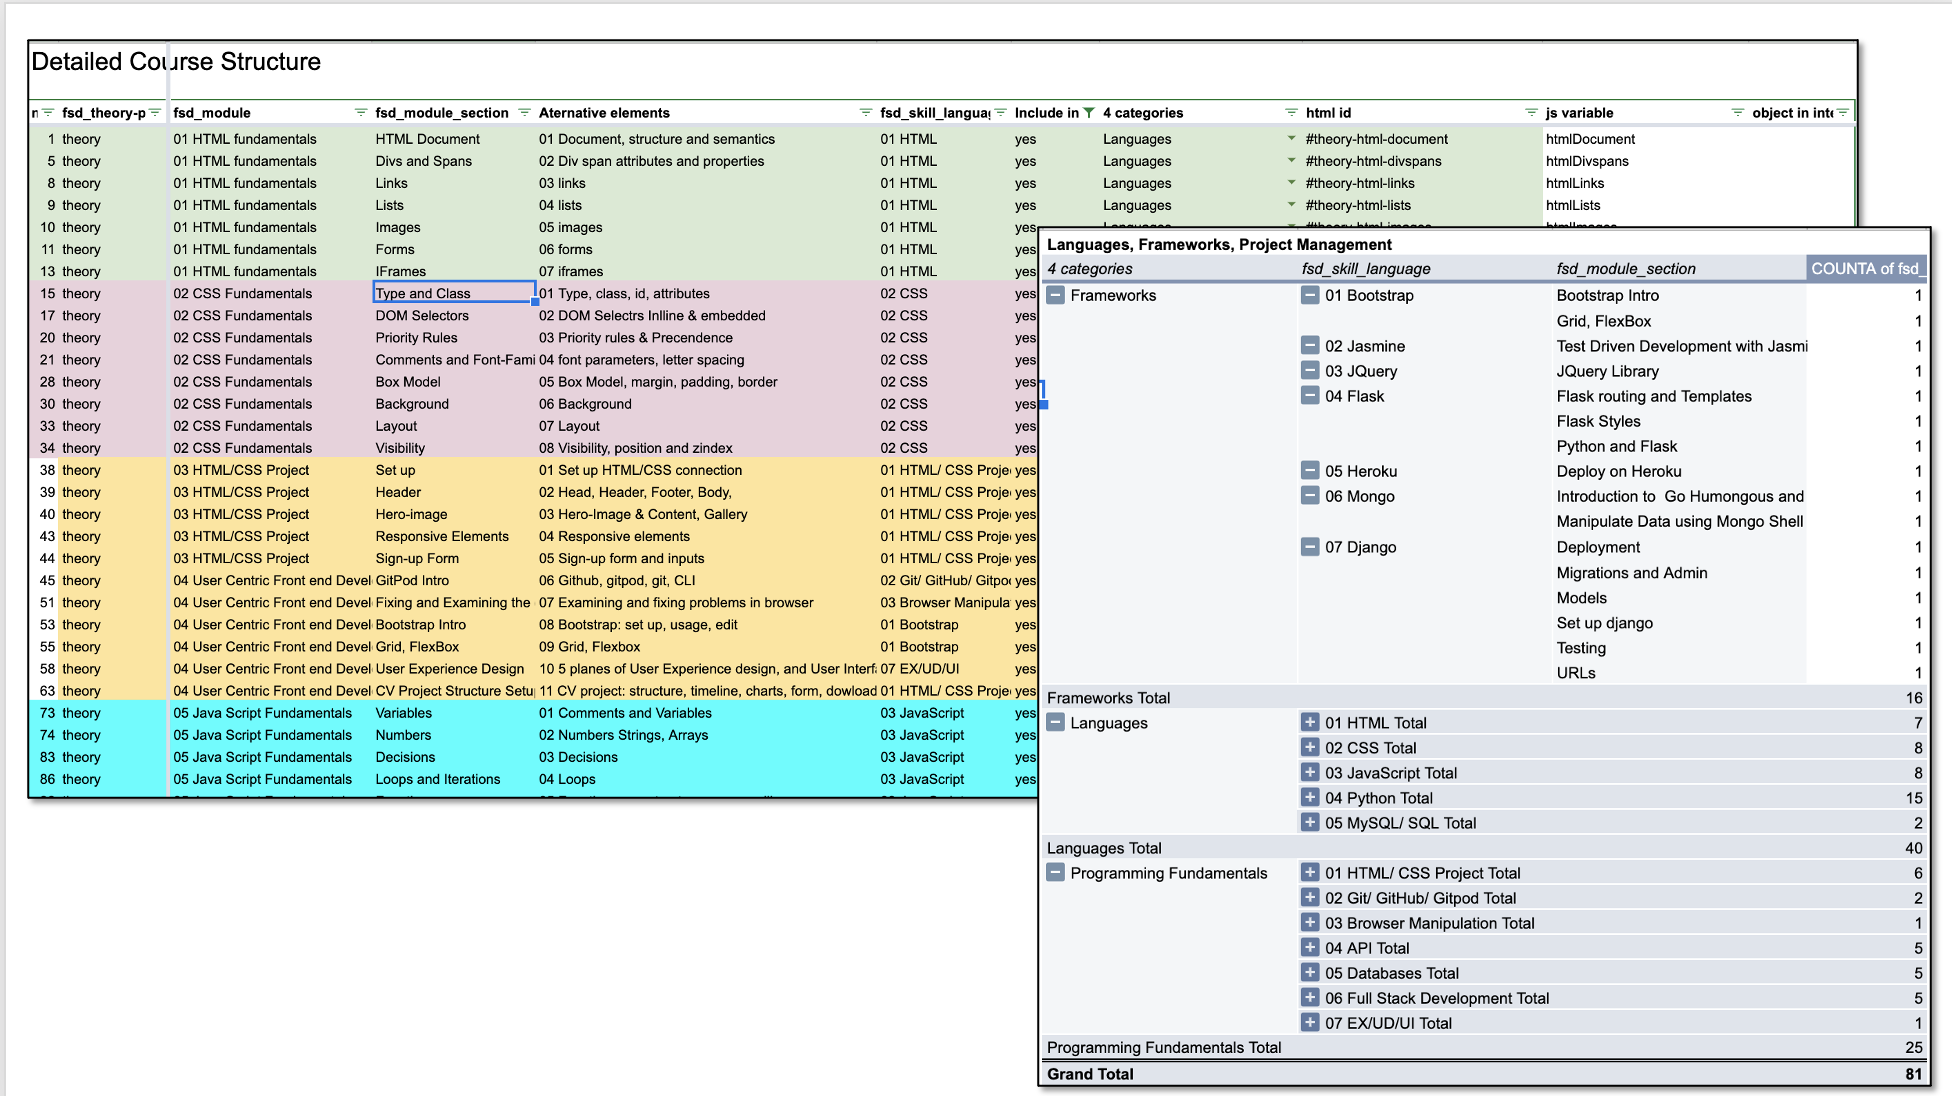 Detailed Course Structure
n fsd_theory-p fsd_module fsd_module_section Aternative elements fsd_skill_langua Include in 4 categories html id js variable object in inte
1 theory 01 HTML fundamentals HTML Document 01 Document, structure and semantics 01 HTML yes Languages #theory-html-document htmlDocument
5 theory 01 HTML fundamentals Divs and Spans 02 Div span attributes and properties 01 HTML yes Languages #theory-html-divspans htmlDivspans
8 theory 01 HTML fundamentals Links 03 links 01 HTML yes Languages #theory-html-links htmlLinks
9 theory 01 HTML fundamentals Lists 04 lists 01 HTML yes Languages #theory-html-lists htmlLists
10 theory 01 HTML fundamentals Images 05 images 01 HTML yes
11 theory 01 HTML fundamentals Forms 06 forms 01 HTML yes
13 theory 01 HTML fundamentals IFrames 07 iframes 01 HTML yes
15 theory 02 CSS Fundamentals Type and Class 01 Type, class, id, attributes 02 CSS yes
17 theory 02 CSS Fundamentals DOM Selectors 02 DOM Selectrs Inlline & embedded 02 CSS yes
20 theory 02 CSS Fundamentals Priority Rules 03 Priority rules & Precendence 02 CSS yes
21 theory 02 CSS Fundamentals Comments and Font-Fami 04 font parameters, letter spacing 02 CSS yes
28 theory 02 CSS Fundamentals Box Model 05 Box Model, margin, padding, border 02 CSS yes
30 theory 02 CSS Fundamentals Background 06 Background 02 CSS yes
33 theory 02 CSS Fundamentals Layout 07 Layout 02 CSS yes
34 theory 02 CSS Fundamentals Visibility 08 Visibility, position and zindex 02 CSS yes
38 theory 03 HTML/CSS Project Set up 01 Set up HTML/CSS connection 01 HTML/ CSS Proje yes
39 theory 03 HTML/CSS Project Header 02 Head, Header, Footer, Body, 01 HTML/ CSS Proje yes
40 theory 03 HTML/CSS Project Hero-image 03 Hero-Image & Content, Gallery 01 HTML/ CSS Proje yes
43 theory 03 HTML/CSS Project Responsive Elements 04 Responsive elements 01 HTML/ CSS Proje yes
44 theory 03 HTML/CSS Project Sign-up Form 05 Sign-up form and inputs 01 HTML/ CSS Proje yes
45 theory 04 User Centric Front end Devel GitPod Intro 06 Github, gitpod, git, CLI 02 Git/ GitHub/ Gitpo yes
51 theory 04 User Centric Front end Devel Fixing and Examining the 07 Examining and fixing problems in browser 03 Browser Manipula yes
53 theory 04 User Centric Front end Devel Bootstrap Intro 08 Bootstrap: set up, usage, edit 01 Bootstrap yes
55 theory 04 User Centric Front end Devel Grid, FlexBox 09 Grid, Flexbox 01 Bootstrap yes
58 theory 04 User Centric Front end Devel User Experience Design 10 5 planes of User Experience design, and User Interf 07 EX/UD/UI yes
63 theory 04 User Centric Front end Devel CV Project Structure Setu 11 CV project: structure, timeline, charts, form, dowload 01 HTML/ CSS Proje yes
73 theory 05 Java Script Fundamentals Variables 01 Comments and Variables 03 JavaScript yes
74 theory 05 Java Script Fundamentals Numbers 02 Numbers Strings, Arrays 03 JavaScript yes
83 theory 05 Java Script Fundamentals Decisions 03 Decisions 03 JavaScript yes
86 theory 05 Java Script Fundamentals Loops and Iterations 04 Loops 03 JavaScript yes
Languages, Frameworks, Project Management
4 categories fsd_skill_language fsd_module_section COUNTA of fsd_
Frameworks 01 Bootstrap Bootstrap Intro 1
Grid, FlexBox 1
02 Jasmine Test Driven Development with Jasmi 1
03 JQuery JQuery Library 1
04 Flask Flask routing and Templates 1
Flask Styles 1
Python and Flask 1
05 Heroku Deploy on Heroku 1
06 Mongo Introduction to Go Humongous and 1
Manipulate Data using Mongo Shell 1
07 Django Deployment 1
Migrations and Admin 1
Models 1
Set up django 1
Testing 1
URLs 1
Frameworks Total 16
Languages 01 HTML Total 7
02 CSS Total 8
03 JavaScript Total 8
04 Python Total 15
05 MySQL/ SQL Total 2
Languages Total 40
Programming Fundamentals 01 HTML/ CSS Project Total 6
02 Git/ GitHub/ Gitpod Total 2
03 Browser Manipulation Total 1
04 API Total 5
05 Databases Total 5
06 Full Stack Development Total 5
07 EX/UD/UI Total 1
Programming Fundamentals Total 25
Grand Total 81